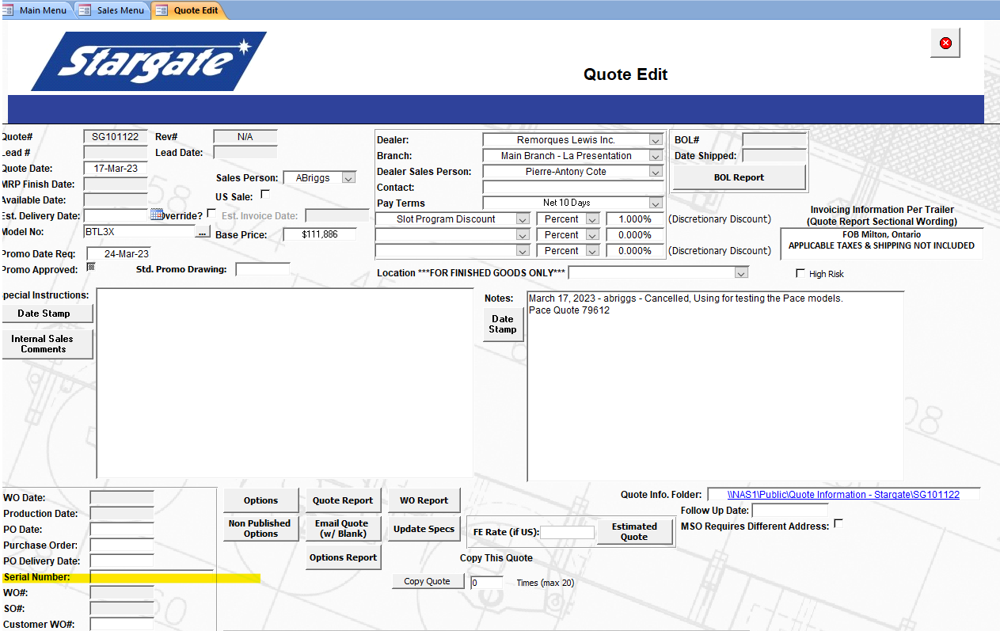 Main Menu Sales Menu Quote Edit
Stargate
Quote Edit
Quote# SG101122 Rev# N/A
Lead # Lead Date:
Quote Date: 17-Mar-23
MRP Finish Date:
Sales Person: ABriggs
Available Date:
US Sale:
Est. Delivery Date: Override? Est. Invoice Date:
Model No: BTL3X ... Base Price: $111,886
Promo Date Req: 24-Mar-23
Promo Approved: Std. Promo Drawing:
Dealer: Remorques Lewis Inc.
Branch: Main Branch - La Presentation
Dealer Sales Person: Pierre-Antony Cote
Contact:
Pay Terms Net 10 Days
Slot Program Discount Percent 1.000% (Discretionary Discount)
Percent 0.000%
Percent 0.000% (Discretionary Discount)
Location ***FOR FINISHED GOODS ONLY***
BOL#
Date Shipped:
BOL Report
Invoicing Information Per Trailer
(Quote Report Sectional Wording)
FOB Milton, Ontario
APPLICABLE TAXES & SHIPPING NOT INCLUDED
High Risk
Special Instructions:
Date Stamp
Internal Sales
Comments
Notes:
Date
Stamp
March 17, 2023 - abriggs - Cancelled, Using for testing the Pace models.
Pace Quote 79612
WO Date:
Production Date:
PO Date:
Purchase Order:
PO Delivery Date:
Serial Number:
WO#:
SO#:
Customer WO#:
Options Quote Report WO Report
Non Published
Options
Email Quote
(w/ Blank)
Update Specs
Options Report
FE Rate (if US):
Estimated
Quote
Copy This Quote
Copy Quote 0 Times (max 20)
Quote Info. Folder: \\NAS1\Public\Quote Information - Stargate\SG101122
Follow Up Date:
MSO Requires Different Address: